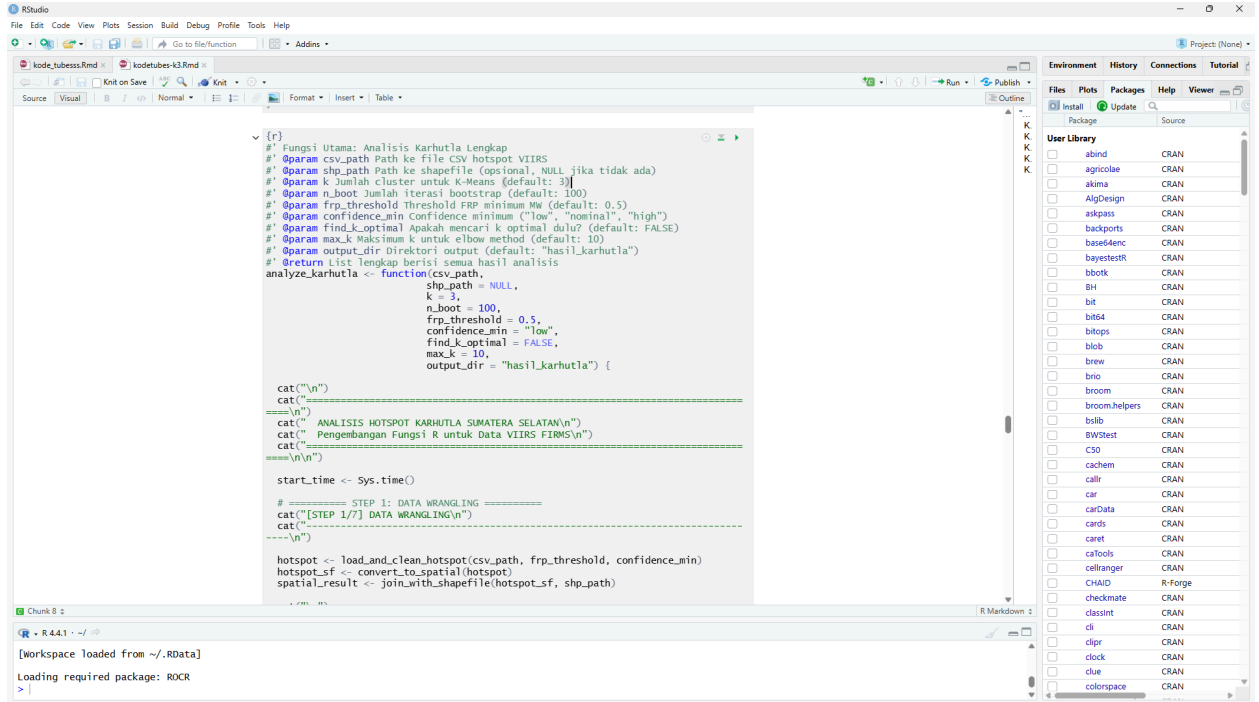 RStudio
File Edit Code View Plots Session Build Debug Profile Tools Help
Go to file/function
Addins
Project: (None)
kode_tubesss.Rmd
kodetubes-k3.Rmd
Knit on Save
ABC
Knit
Run
Publish
Source Visual B I </> Normal Format Insert Table
Outline
{r}
#' Fungsi Utama: Analisis Karhutla Lengkap
#' @param csv_path Path ke file CSV hotspot VIIRS
#' @param shp_path Path ke shapefile (opsional, NULL jika tidak ada)
#' @param k Jumlah cluster untuk K-Means (default: 3)
#' @param n_boot Jumlah iterasi bootstrap (default: 100)
#' @param frp_threshold Threshold FRP minimum MW (default: 0.5)
#' @param confidence_min Confidence minimum ("low", "nominal", "high")
#' @param find_k_optimal Apakah mencari k optimal dulu? (default: FALSE)
#' @param max_k Maksimum k untuk elbow method (default: 10)
#' @param output_dir Direktori output (default: "hasil_karhutla")
#' @return List lengkap berisi semua hasil analisis
analyze_karhutla <- function(csv_path,
shp_path = NULL,
k = 3,
n_boot = 100,
frp_threshold = 0.5,
confidence_min = "low",
find_k_optimal = FALSE,
max_k = 10,
output_dir = "hasil_karhutla") {
cat("\n")
cat("===========================================================================
====\n")
cat("  ANALISIS HOTSPOT KARHUTLA SUMATERA SELATAN\n")
cat("  Pengembangan Fungsi R untuk Data VIIRS FIRMS\n")
cat("===========================================================================
====\n\n")
start_time <- Sys.time()
# ========== STEP 1: DATA WRANGLING ==========
cat("[STEP 1/7] DATA WRANGLING\n")
cat("---------------------------------------------------------------------------
----\n")
hotspot <- load_and_clean_hotspot(csv_path, frp_threshold, confidence_min)
hotspot_sf <- convert_to_spatial(hotspot)
spatial_result <- join_with_shapefile(hotspot_sf, shp_path)
...
K.
K.
K.
K.
K.
Chunk 8
R Markdown
R 4.4.1 · ~/
[Workspace loaded from ~/.RData]
Loading required package: ROCR
>
Environment History Connections Tutorial
Files Plots Packages Help Viewer
Install Update
Package Source
User Library
abind CRAN
agricolae CRAN
akima CRAN
AlgDesign CRAN
askpass CRAN
backports CRAN
base64enc CRAN
bayestestR CRAN
bbotk CRAN
BH CRAN
bit CRAN
bit64 CRAN
bitops CRAN
blob CRAN
brew CRAN
brio CRAN
broom CRAN
broom.helpers CRAN
bslib CRAN
BWStest CRAN
C50 CRAN
cachem CRAN
callr CRAN
car CRAN
carData CRAN
cards CRAN
caret CRAN
caTools CRAN
cellranger CRAN
CHAID R-Forge
checkmate CRAN
classInt CRAN
cli CRAN
clipr CRAN
clock CRAN
clue CRAN
colorspace CRAN